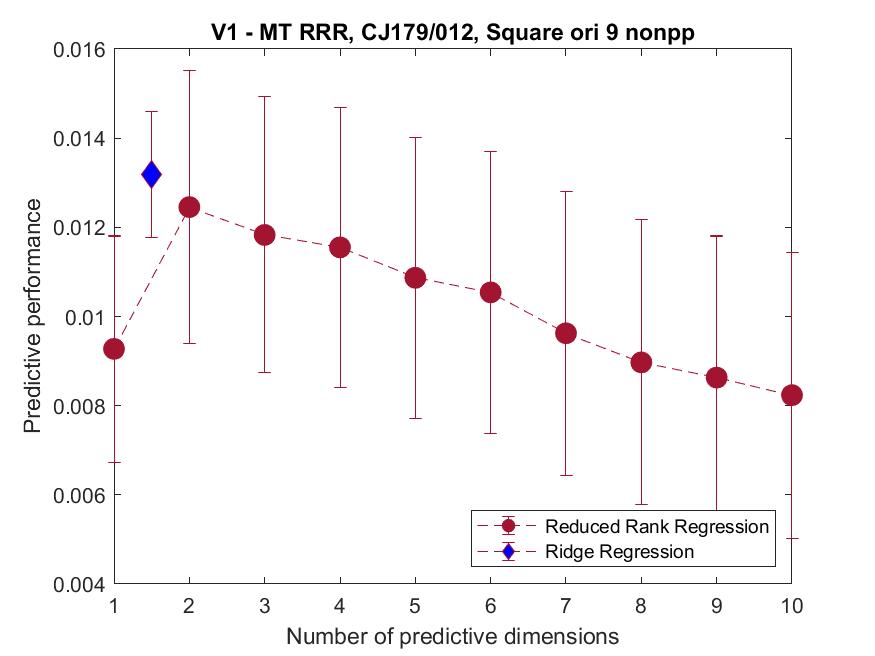 V1 - MT RRR, CJ179/012, Square ori 9 nonpp
0.016
0.014
0.012
0.01
0.008
0.006
0.004
Predictive performance
Reduced Rank Regression
Ridge Regression
1 2 3 4 5 6 7 8 9 10
Number of predictive dimensions